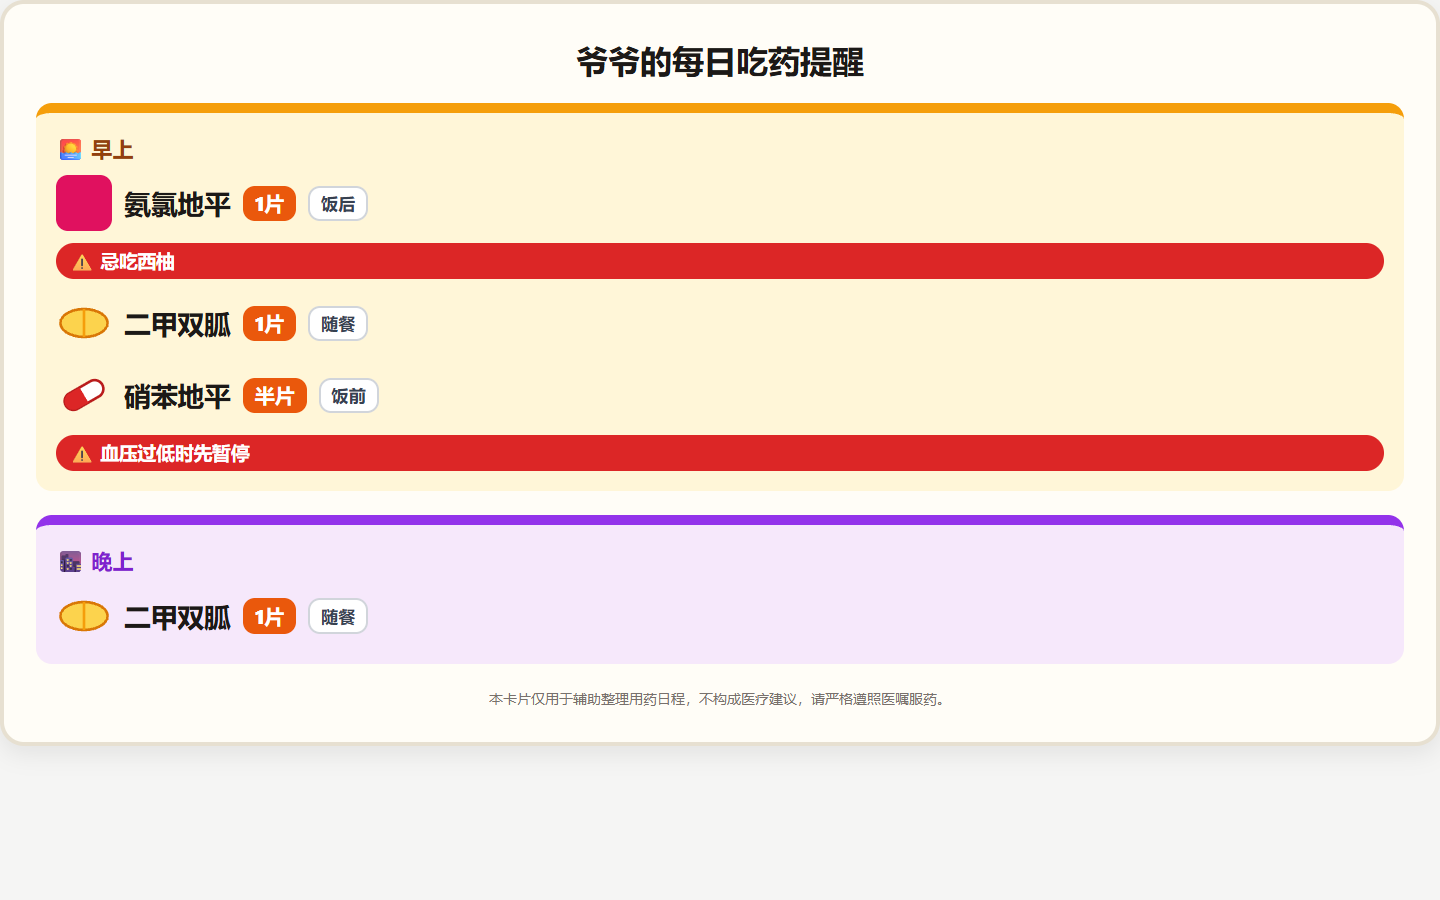 爷爷的每日吃药提醒
早上
氨氯地平 1片 饭后
忌吃西柚
二甲双胍 1片 随餐
硝苯地平 半片 饭前
血压过低时先暂停
晚上
二甲双胍 1片 随餐
本卡片仅用于辅助整理用药日程，不构成医疗建议，请严格遵照医嘱服药。